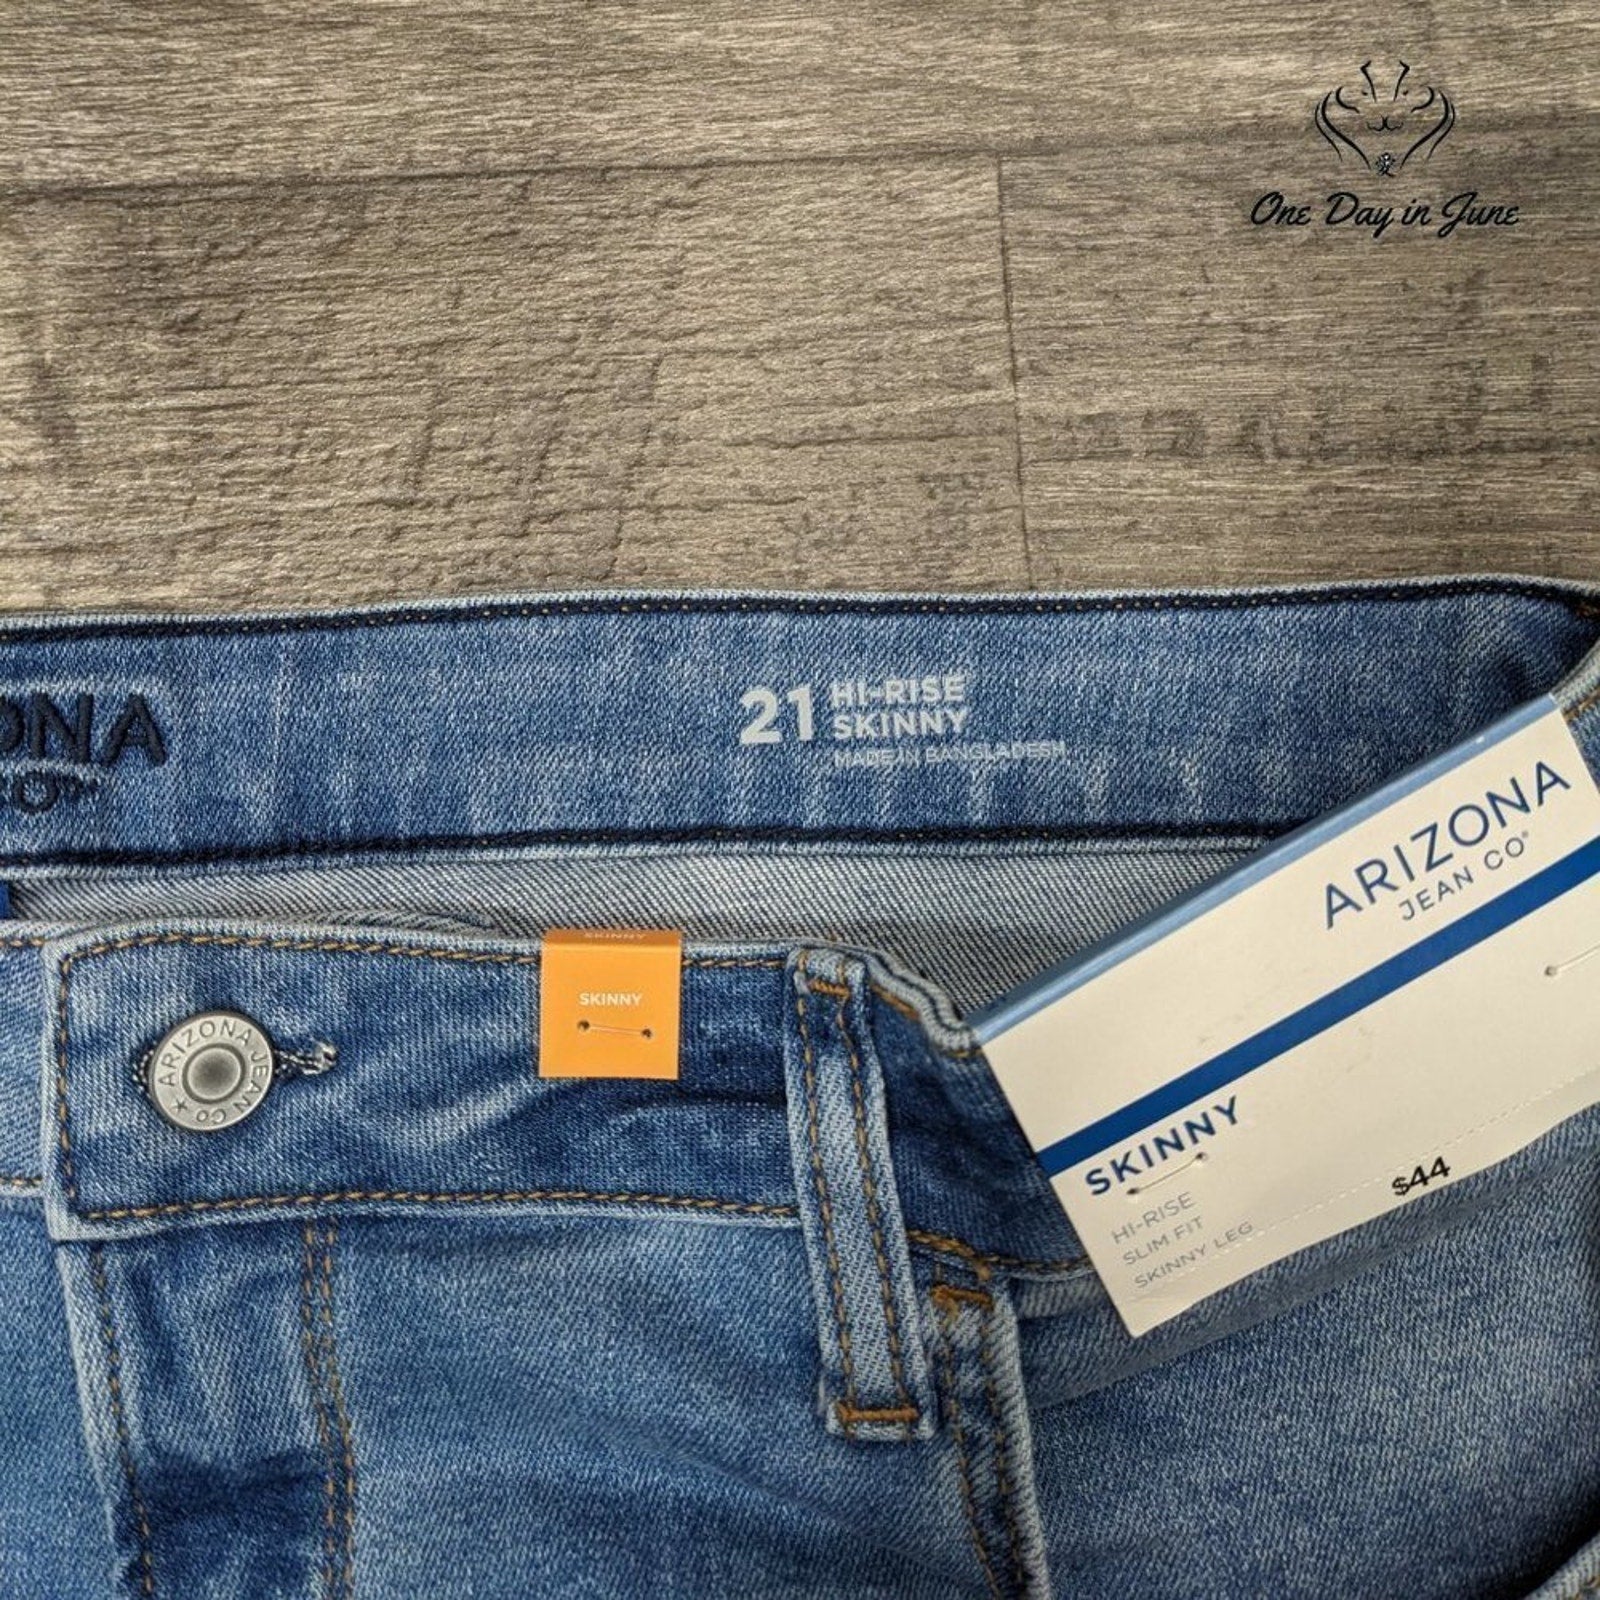 One Day in June
ONA
21 HI-RISE
SKINNY
MADE IN BANGLADESH
ARIZONA
JEAN CO
SKINNY
SKINNY
ARIZONA JEAN CO
SKINNY
$44
HI-RISE
SLIM FIT
SKINNY LEG